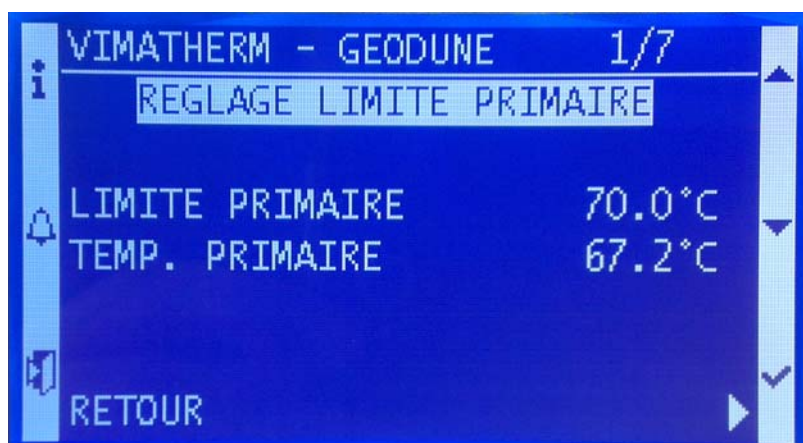 VIMATHERM - GEODUNE 1/7
REGLAGE LIMITE PRIMAIRE
LIMITE PRIMAIRE 70.0°C
TEMP. PRIMAIRE 67.2°C
RETOUR